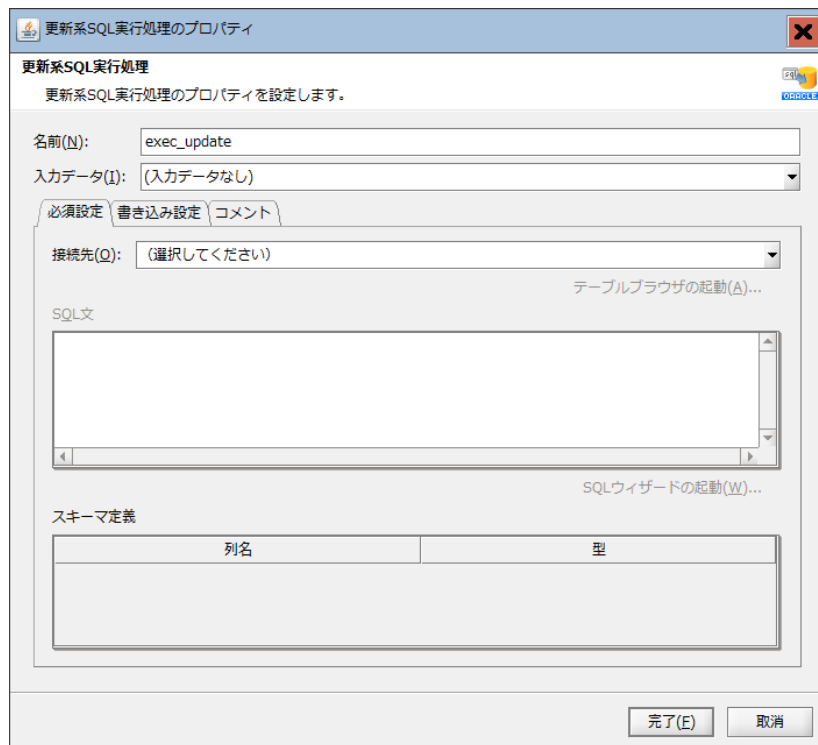 更新系SQL実行処理のプロパティ
更新系SQL実行処理
更新系SQL実行処理のプロパティを設定します。
sql
ORACLE
名前(N): exec_update
入力データ(I): (入力データなし)
必須設定 書き込み設定 コメント
接続先(O): (選択してください)
テーブルブラウザの起動(A)...
SQL文
SQLウィザードの起動(W)...
スキーマ定義
列名 型
完了(F) 取消